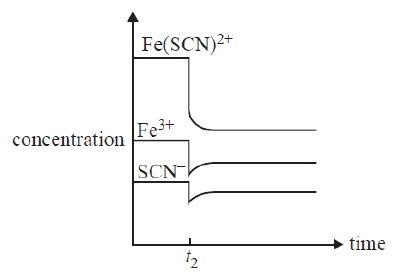 Fe(SCN)²⁺
Fe³⁺
concentration
SCN⁻
time
t₂